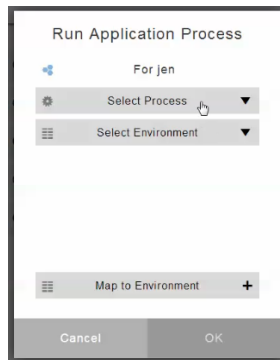 Run Application Process
For jen
Select Process
Select Environment
Map to Environment
Cancel
OK